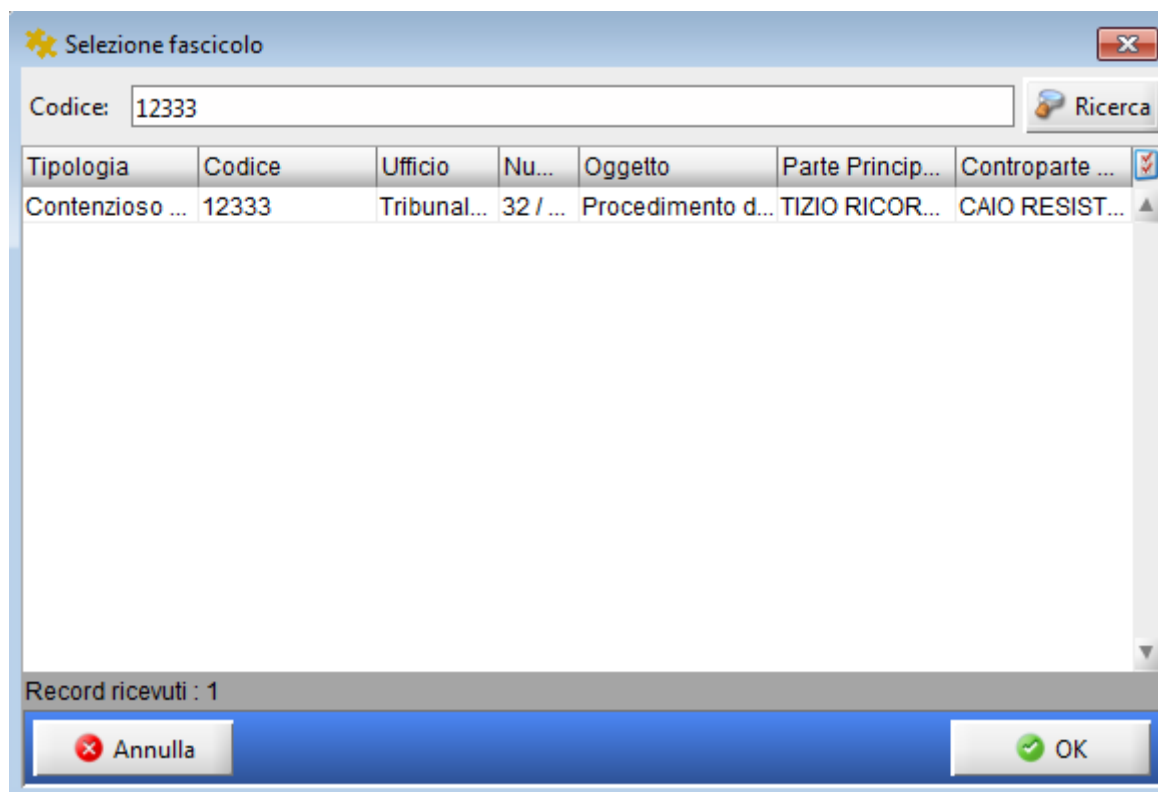 Selezione fascicolo
Codice: 12333 Ricerca
Tipologia Codice Ufficio Nu... Oggetto Parte Princip... Controparte ...
Contenzioso ... 12333 Tribunal... 32 / ... Procedimento d... TIZIO RICOR... CAIO RESIST...
Record ricevuti : 1
Annulla OK